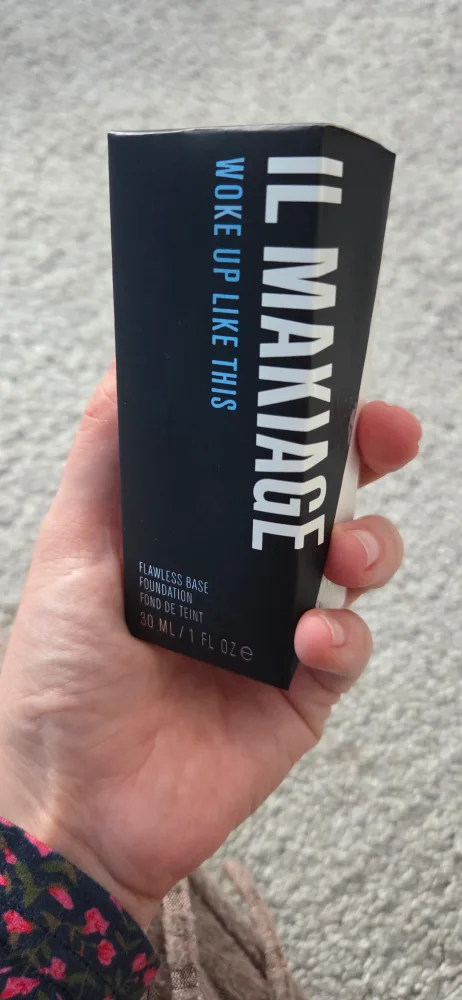 IL MAKIAGE
WOKE UP LIKE THIS
FLAWLESS BASE
FOUNDATION
FOND DE TEINT
30 ML / 1 FL OZ e